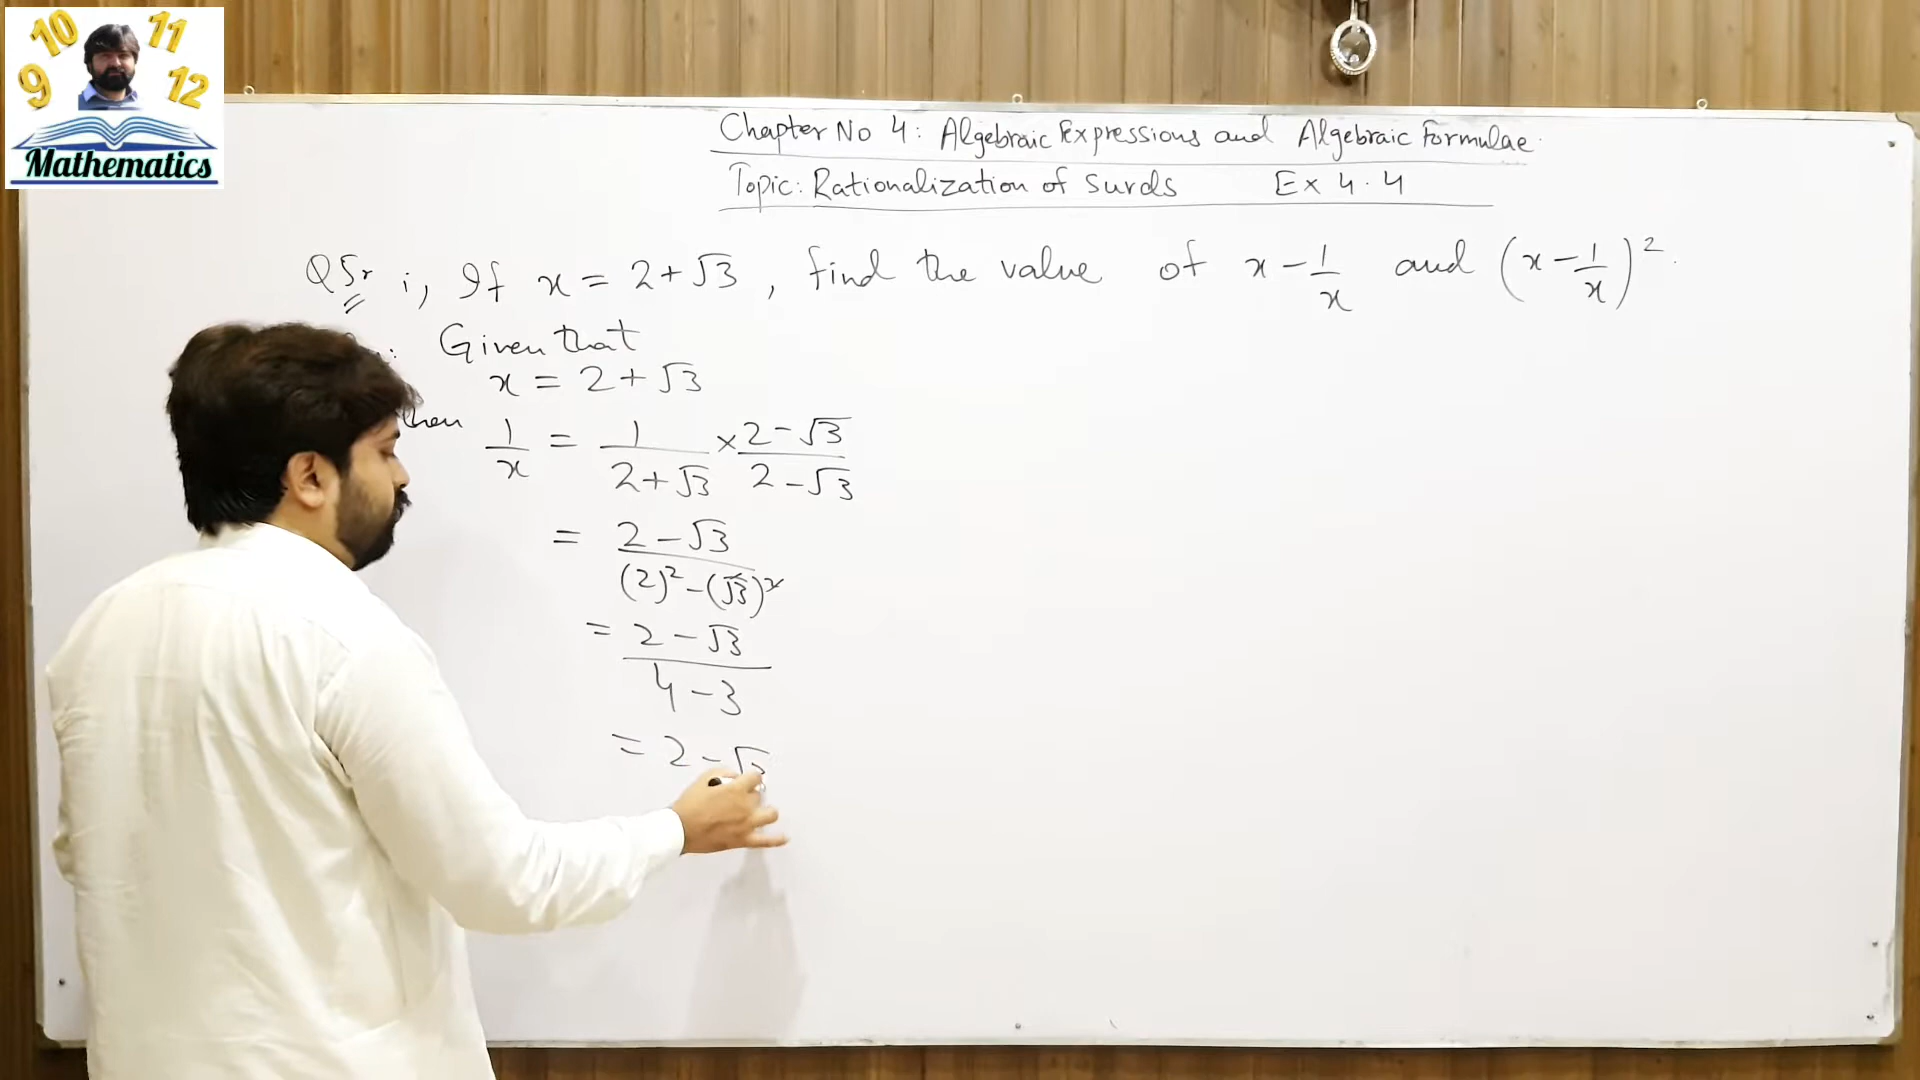 10 11
9 12
Mathematics
Chapter No 4: Algebraic Expressions and Algebraic Formulae.
Topic: Rationalization of Surds Ex 4.4
Q5, i, If x = 2 + √3, find the value of x - 1/x and (x - 1/x)².
Given that
x = 2 + √3
1/x = 1/(2 + √3) × (2 - √3)/(2 - √3)
= (2 - √3)/((2)² - (√3)²)
= (2 - √3)/(4 - 3)
= 2 - √3